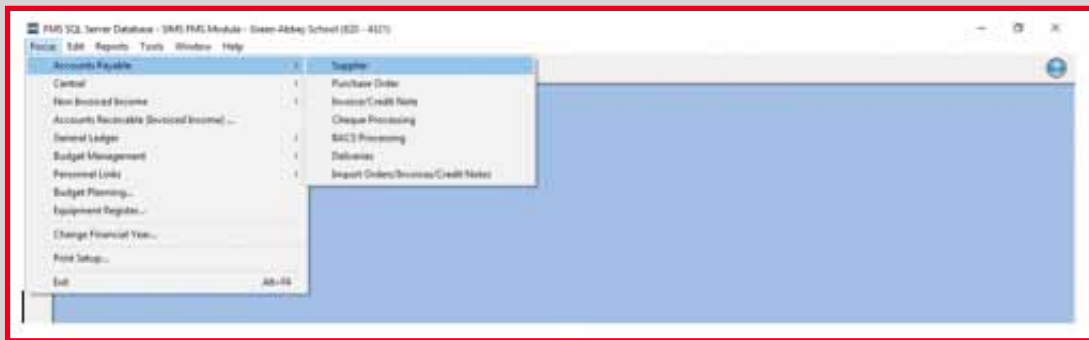 FMS SQL Server Database - SIMS FMS Module - Green Abbey School (823 - 4321)
Focus Edit Reports Tools Window Help
Accounts Payable
Central
Non Invoiced Income
Accounts Receivable (Invoiced Income) ...
General Ledger
Budget Management
Personnel Links
Budget Planning...
Equipment Register...
Change Financial Year...
Print Setup...
Exit Alt+F4
Supplier
Purchase Order
Invoice/Credit Note
Cheque Processing
BACS Processing
Deliveries
Import Orders/Invoices/Credit Notes